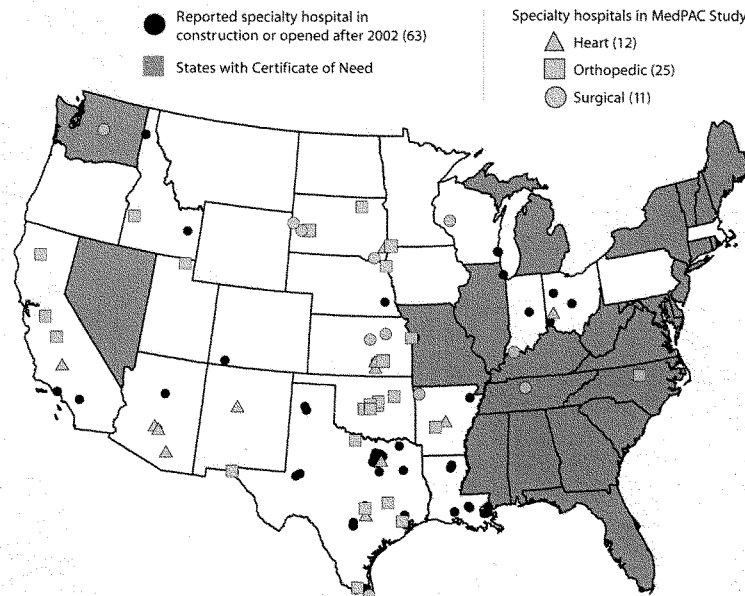 Reported specialty hospital in
construction or opened after 2002 (63)
States with Certificate of Need
Specialty hospitals in MedPAC Study
Heart (12)
Orthopedic (25)
Surgical (11)